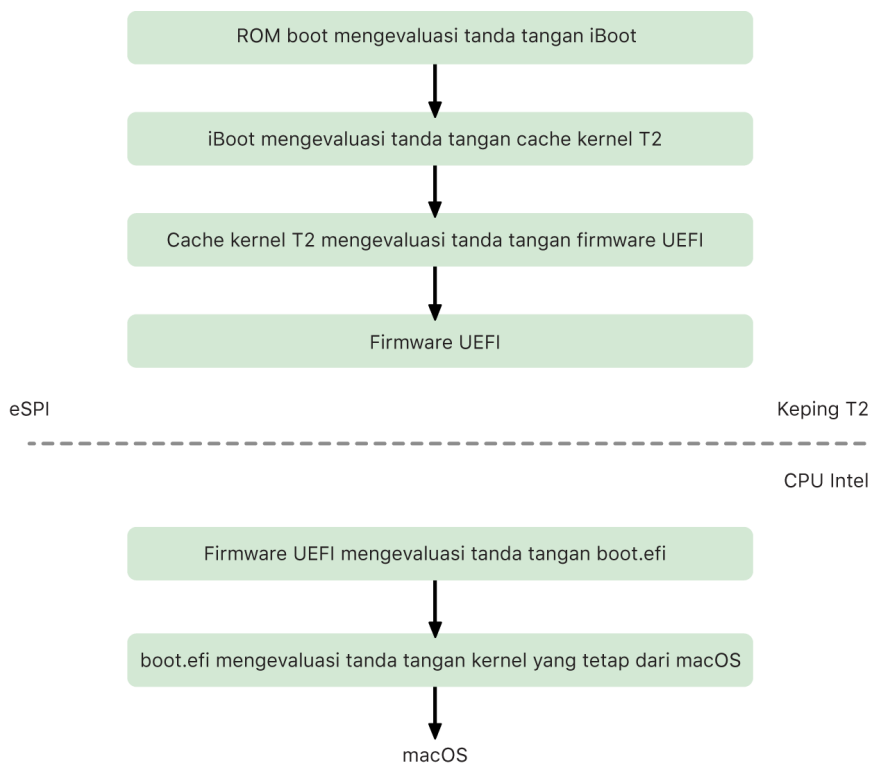 ROM boot mengevaluasi tanda tangan iBoot
iBoot mengevaluasi tanda tangan cache kernel T2
Cache kernel T2 mengevaluasi tanda tangan firmware UEFI
Firmware UEFI
eSPI
Keping T2
CPU Intel
Firmware UEFI mengevaluasi tanda tangan boot.efi
boot.efi mengevaluasi tanda tangan kernel yang tetap dari macOS
macOS